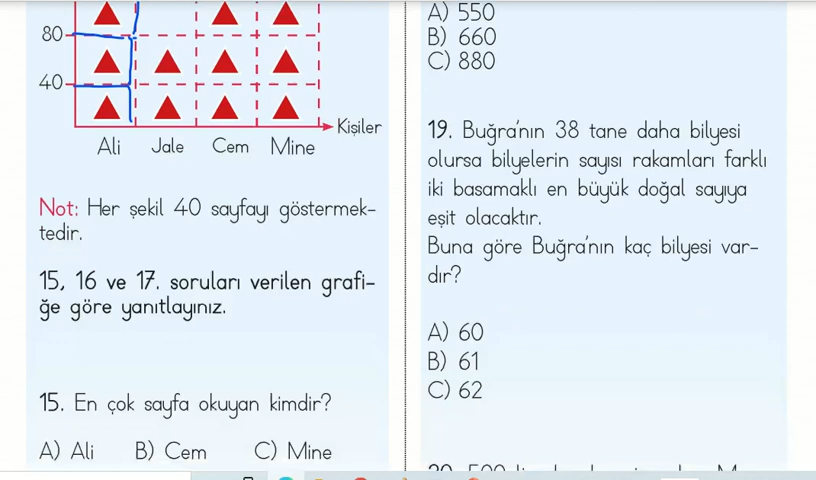 80
40
Kişiler
Ali Jale Cem Mine
Not: Her şekil 40 sayfayı göstermek-
tedir.
15, 16 ve 17. soruları verilen grafi-
ğe göre yanıtlayınız.
15. En çok sayfa okuyan kimdir?
A) Ali B) Cem C) Mine
A) 550
B) 660
C) 880
19. Buğra'nın 38 tane daha bilyesi
olursa bilyelerin sayısı rakamları farklı
iki basamaklı en büyük doğal sayıya
eşit olacaktır.
Buna göre Buğra'nın kaç bilyesi var-
dır?
A) 60
B) 61
C) 62